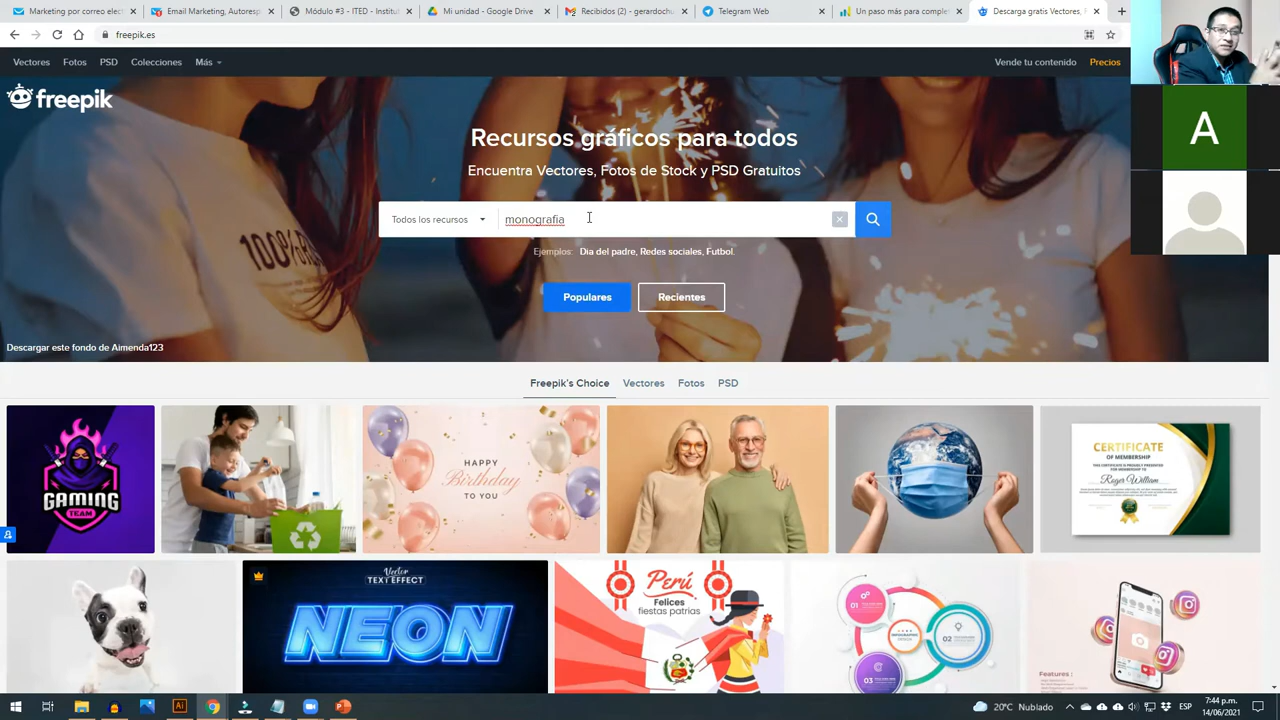 Marketing por correo elect
Email Marketing, Autoresp
Módulo #3 - ITED - Institut
Mi unidad - Google Drive
Recibidos (2) - gerardochu
Telegram Web
Un paso más para comple
Descarga gratis Vectores, F
freepik.es
Vectores Fotos PSD Colecciones Más
Vende tu contenido Precios
freepik
100%
A
Recursos gráficos para todos
Encuentra Vectores, Fotos de Stock y PSD Gratuitos
Todos los recursos monografia
Ejemplos: Dia del padre, Redes sociales, Futbol.
Populares Recientes
Descargar este fondo de Aimenda123
Freepik's Choice Vectores Fotos PSD
GAMING
TEAM
HAPPY
Birthday
TO YOU
CERTIFICATE
OF MEMBERSHIP
Roger William
Vector
TEXT EFFECT
NEON
Perú
Felices
fiestas patrias
01
02
03
Features :
20°C Nublado
ESP
7:44 p.m.
14/06/2021